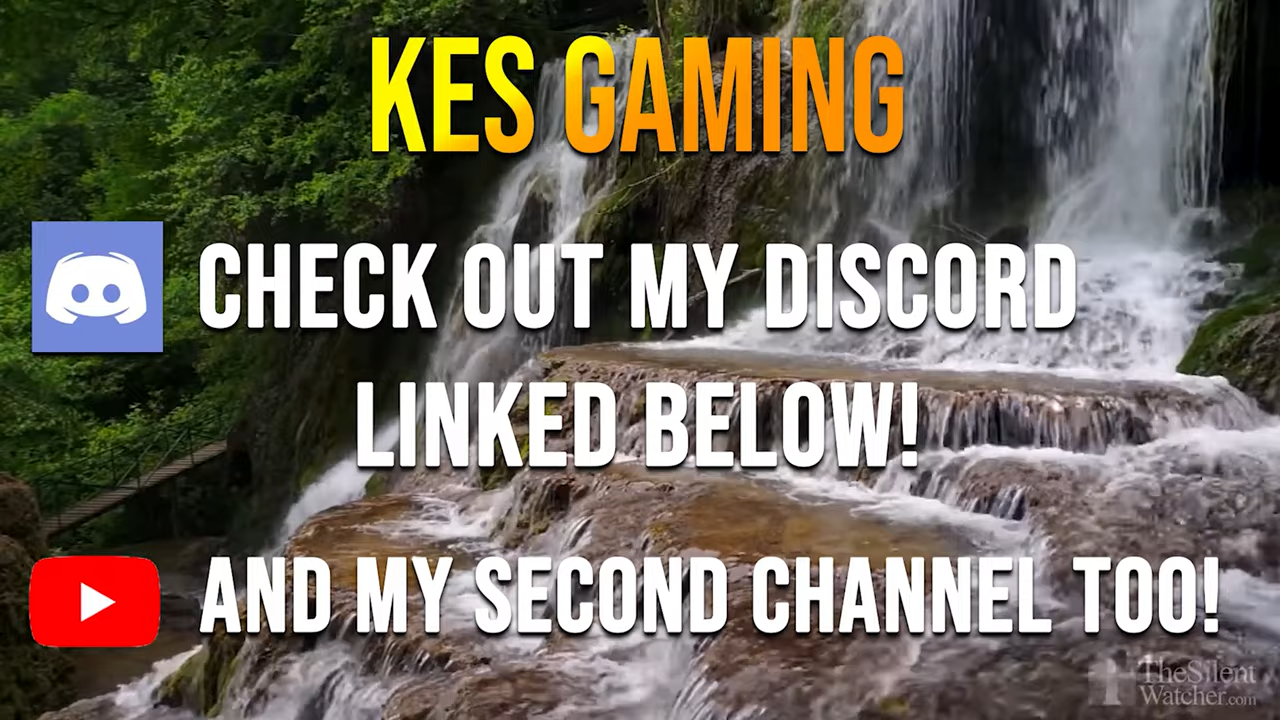 KES GAMING
CHECK OUT MY DISCORD
LINKED BELOW!
AND MY SECOND CHANNEL TOO!
TheSilent
Watcher.com